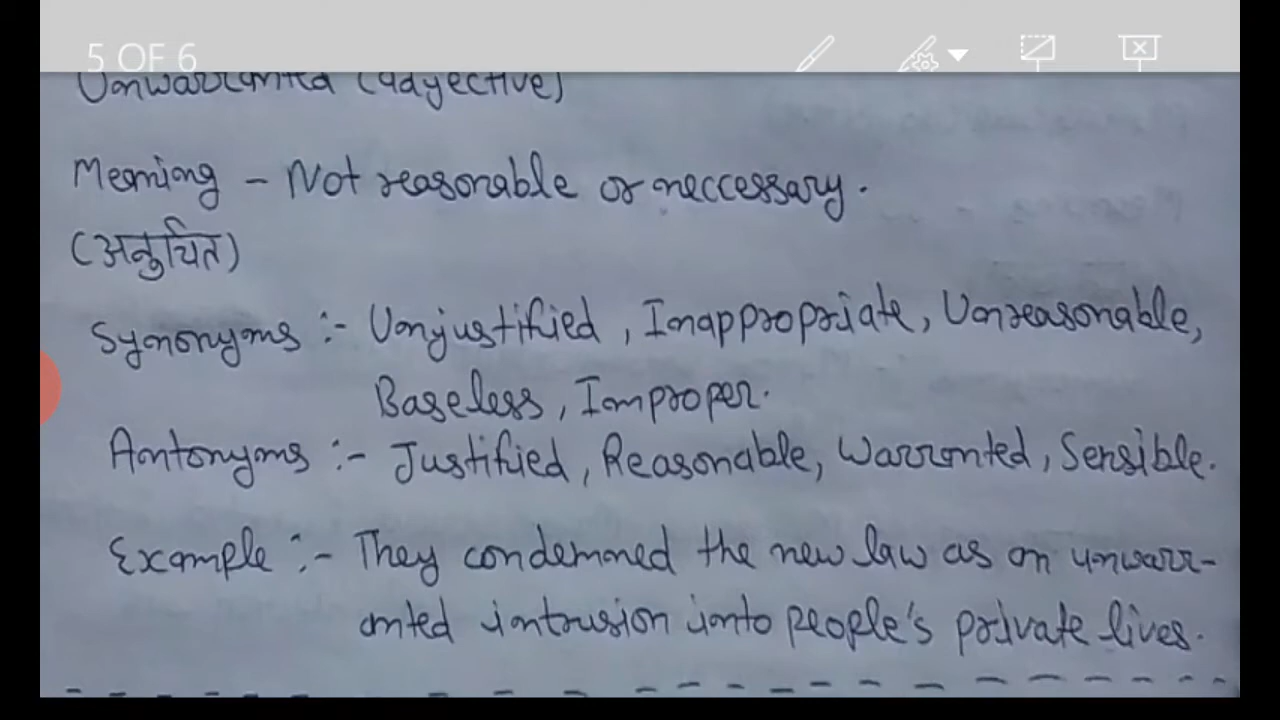 5 OF 6
Unwarranted (adjective)
Meaning - Not reasonable or neccessary.
(अनुचित)
Synonyms :- Unjustified, Inappropriate, Unreasonable,
Baseless, Improper.
Antonyms :- Justified, Reasonable, Warranted, Sensible.
Example :- They condemned the new law as an unwarr-
anted intrusion into people's private lives.